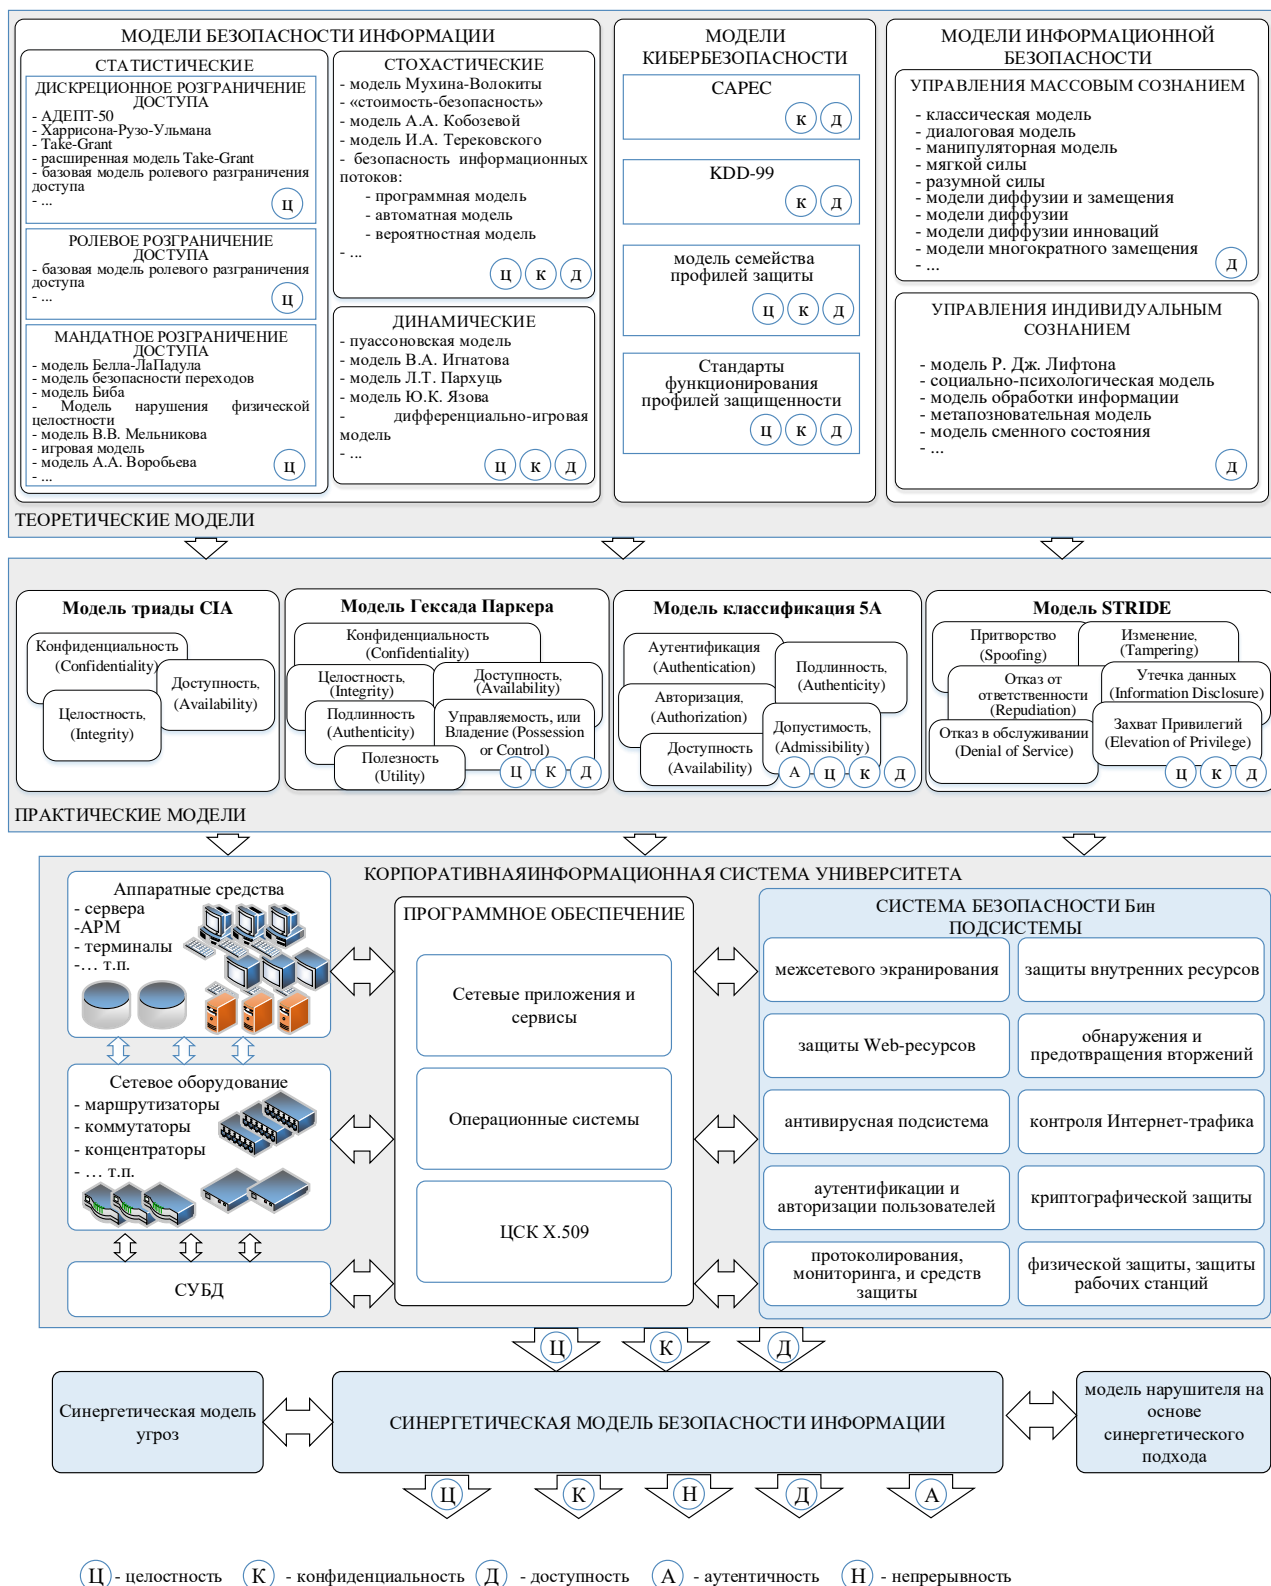 МОДЕЛИ БЕЗОПАСНОСТИ ИНФОРМАЦИИ
СТАТИСТИЧЕСКИЕ
ДИСКРЕЦИОННОЕ РОЗГРАНИЧЕНИЕ
ДОСТУПА
- АДЕПТ-50
- Харрисона-Рузо-Ульмана
- Take-Grant
- расширенная модель Take-Grant
- базовая модель ролевого разграничения
доступа
- ...
Ц
РОЛЕВОЕ РОЗГРАНИЧЕНИЕ
ДОСТУПА
- базовая модель ролевого разграничения
доступа
- ...
Ц
МАНДАТНОЕ РОЗГРАНИЧЕНИЕ
ДОСТУПА
- модель Белла-ЛаПадула
- модель безопасности переходов
- модель Биба
- Модель нарушения физической
целостности
- модель В.В. Мельникова
- игровая модель
- модель А.А. Воробьева
- ...
Ц
СТОХАСТИЧЕСКИЕ
- модель Мухина-Волокиты
- «стоимость-безопасность»
- модель А.А. Кобозевой
- модель И.А. Терековского
- безопасность информационных
потоков:
- программная модель
- автоматная модель
- вероятностная модель
- ...
Ц К Д
ДИНАМИЧЕСКИЕ
- пуассоновская модель
- модель В.А. Игнатова
- модель Л.Т. Пархуць
- модель Ю.К. Язова
- дифференциально-игровая
модель
- ...
Ц К Д
МОДЕЛИ
КИБЕРБЕЗОПАСНОСТИ
CAPEC
К Д
KDD-99
К Д
модель семейства
профилей защиты
Ц К Д
Стандарты
функционирования
профилей защищенности
Ц К Д
МОДЕЛИ ИНФОРМАЦИОННОЙ
БЕЗОПАСНОСТИ
УПРАВЛЕНИЯ МАССОВЫМ СОЗНАНИЕМ
- классическая модель
- диалоговая модель
- манипуляторная модель
- мягкой силы
- разумной силы
- модели диффузии и замещения
- модели диффузии
- модели диффузии инноваций
- модели многократного замещения
- ...
Д
УПРАВЛЕНИЯ ИНДИВИДУАЛЬНЫМ
СОЗНАНИЕМ
- модель Р. Дж. Лифтона
- социально-психологическая модель
- модель обработки информации
- метапозновательная модель
- модель сменного состояния
- ...
Д
ТЕОРЕТИЧЕСКИЕ МОДЕЛИ
Модель триады CIA
Конфиденциальность
(Confidentiality)
Доступность,
(Availability)
Целостность,
(Integrity)
Модель Гексада Паркера
Конфиденциальность
(Confidentiality)
Целостность,
(Integrity)
Доступность,
(Availability)
Подлинность
(Authenticity)
Управляемость, или
Владение (Possession
or Control)
Полезность
(Utility)
Ц К Д
Модель классификация 5А
Аутентификация
(Authentication)
Подлинность,
(Authenticity)
Авторизация,
(Authorization)
Допустимость,
(Admissibility)
Доступность
(Availability)
А Ц К Д
Модель STRIDE
Притворство
(Spoofing)
Изменение,
(Tampering)
Отказ от
ответственности
(Repudiation)
Утечка данных
(Information Disclosure)
Отказ в обслуживании
(Denial of Service)
Захват Привилегий
(Elevation of Privilege)
Ц К Д
ПРАКТИЧЕСКИЕ МОДЕЛИ
КОРПОРАТИВНАЯИНФОРМАЦИОННАЯ СИСТЕМА УНИВЕРСИТЕТА
Аппаратные средства
- сервера
-АРМ
- терминалы
-… т.п.
Сетевое оборудование
- маршрутизаторы
- коммутаторы
- концентраторы
- … т.п.
СУБД
ПРОГРАММНОЕ ОБЕСПЕЧЕНИЕ
Сетевые приложения и
сервисы
Операционные системы
ЦСК X.509
СИСТЕМА БЕЗОПАСНОСТИ Бин
ПОДСИСТЕМЫ
межсетевого экранирования
защиты внутренних ресурсов
защиты Web-ресурсов
обнаружения и
предотвращения вторжений
антивирусная подсистема
контроля Интернет-трафика
аутентификации и
авторизации пользователей
криптографической защиты
протоколирования,
мониторинга, и средств
защиты
физической защиты, защиты
рабочих станций
Ц К Д
Синергетическая модель
угроз
СИНЕРГЕТИЧЕСКАЯ МОДЕЛЬ БЕЗОПАСНОСТИ ИНФОРМАЦИИ
модель нарушителя на
основе
синергетического
подхода
Ц К Н Д А
Ц - целостность К - конфиденциальность Д - доступность А - аутентичность Н - непрерывность